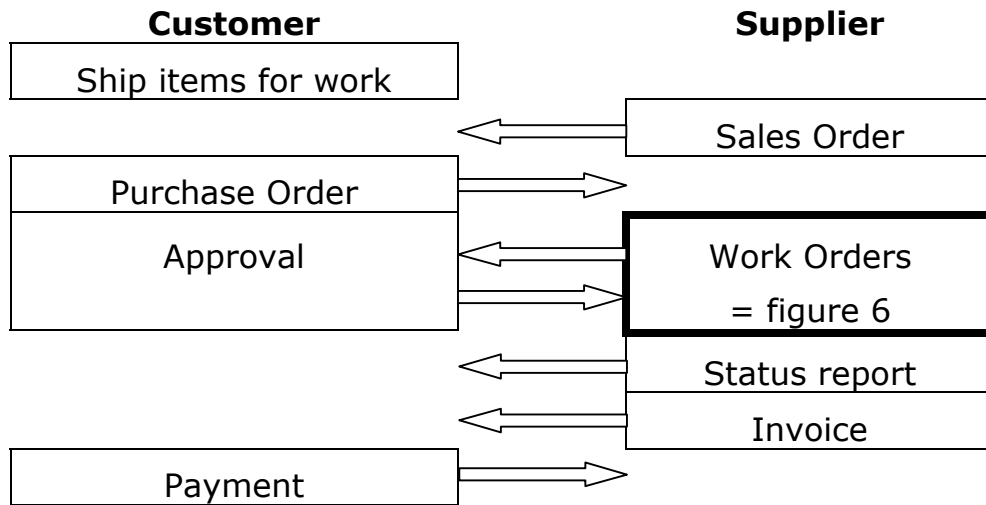 Customer
Supplier
Ship items for work
Sales Order
Purchase Order
Approval
Work Orders
= figure 6
Status report
Invoice
Payment